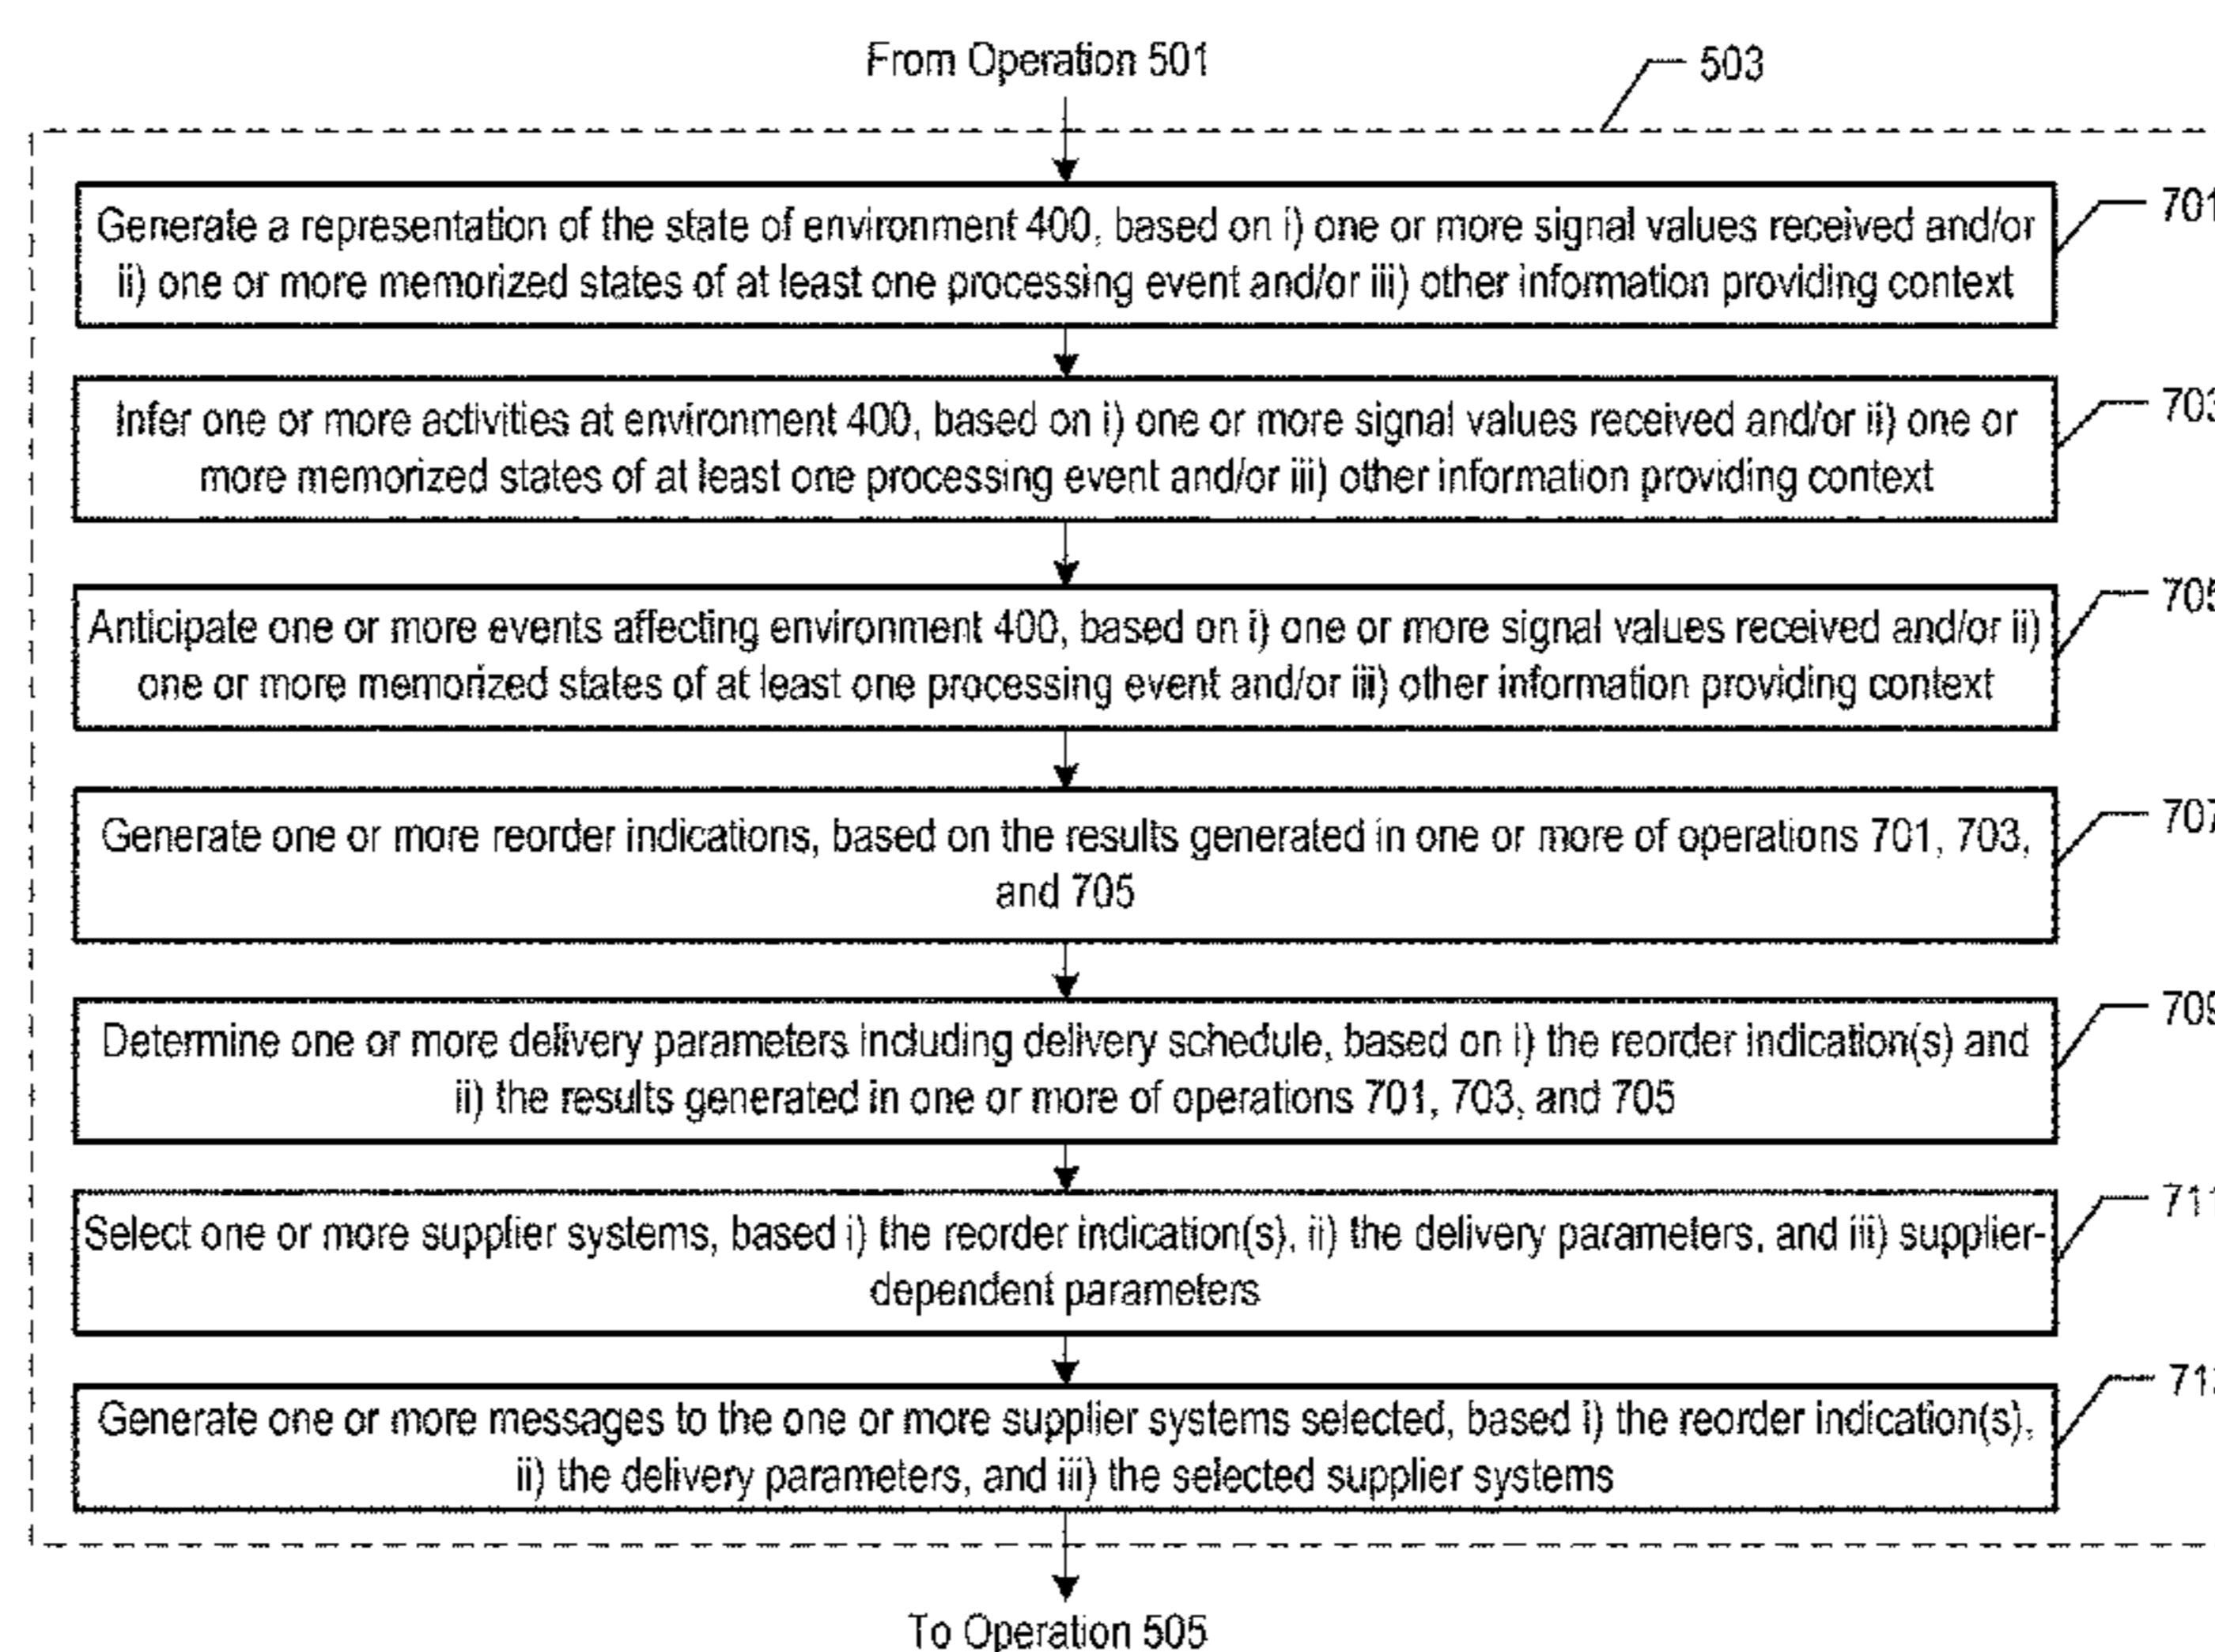 From Operation 501
503
Generate a representation of the state of environment 400, based on i) one or more signal values received and/or
ii) one or more memorized states of at least one processing event and/or iii) other information providing context
701
Infer one or more activities at environment 400, based on i) one or more signal values received and/or ii) one or
more memorized states of at least one processing event and/or iii) other information providing context
703
Anticipate one or more events affecting environment 400, based on i) one or more signal values received and/or ii)
one or more memorized states of at least one processing event and/or iii) other information providing context
705
Generate one or more reorder indications, based on the results generated in one or more of operations 701, 703,
and 705
707
Determine one or more delivery parameters including delivery schedule, based on i) the reorder indication(s) and
ii) the results generated in one or more of operations 701, 703, and 705
709
Select one or more supplier systems, based i) the reorder indication(s), ii) the delivery parameters, and iii) supplier-
dependent parameters
711
Generate one or more messages to the one or more supplier systems selected, based i) the reorder indication(s),
ii) the delivery parameters, and iii) the selected supplier systems
To Operation 505